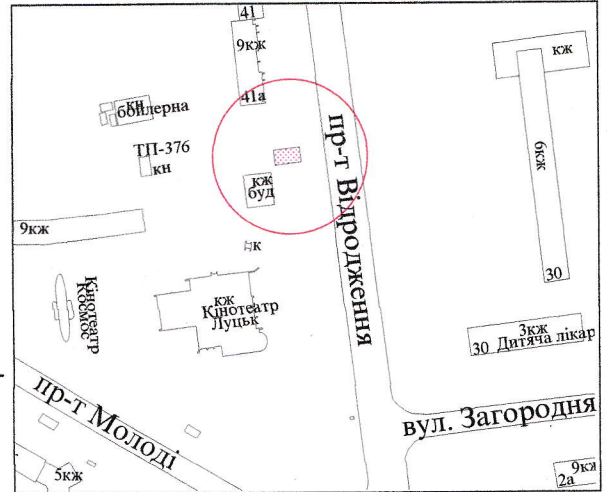 41
9кж
41а
кн
бойлерна
ТП-376
кн
кж
буд
9кж
к
кж
Кінотеатр
Луцьк
Кінотеатр
Космос
пр-т Відродження
кж
6кж
30
3кж
30 Дитяча лікар
вул. Загородня
пр-т Молоді
5кж
9кж
2а